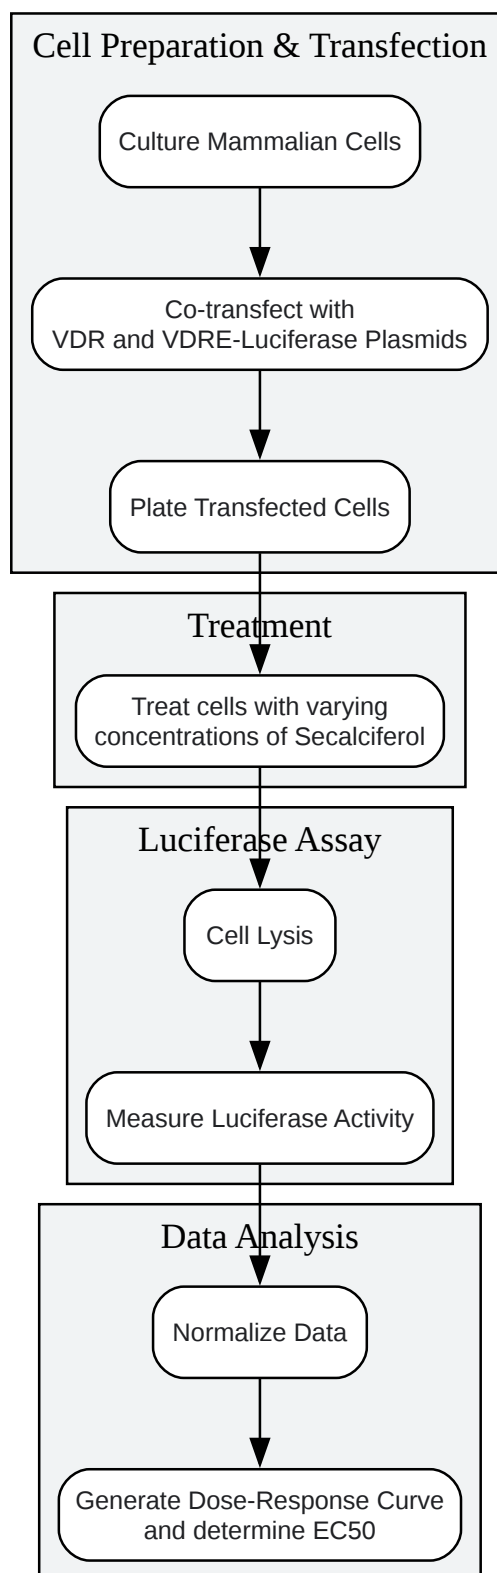 Cell Preparation & Transfection
Culture Mammalian Cells
Co-transfect with
VDR and VDRE-Luciferase Plasmids
Plate Transfected Cells
Treatment
Treat cells with varying
concentrations of Secalciferol
Luciferase Assay
Cell Lysis
Measure Luciferase Activity
Data Analysis
Normalize Data
Generate Dose-Response Curve
and determine EC50